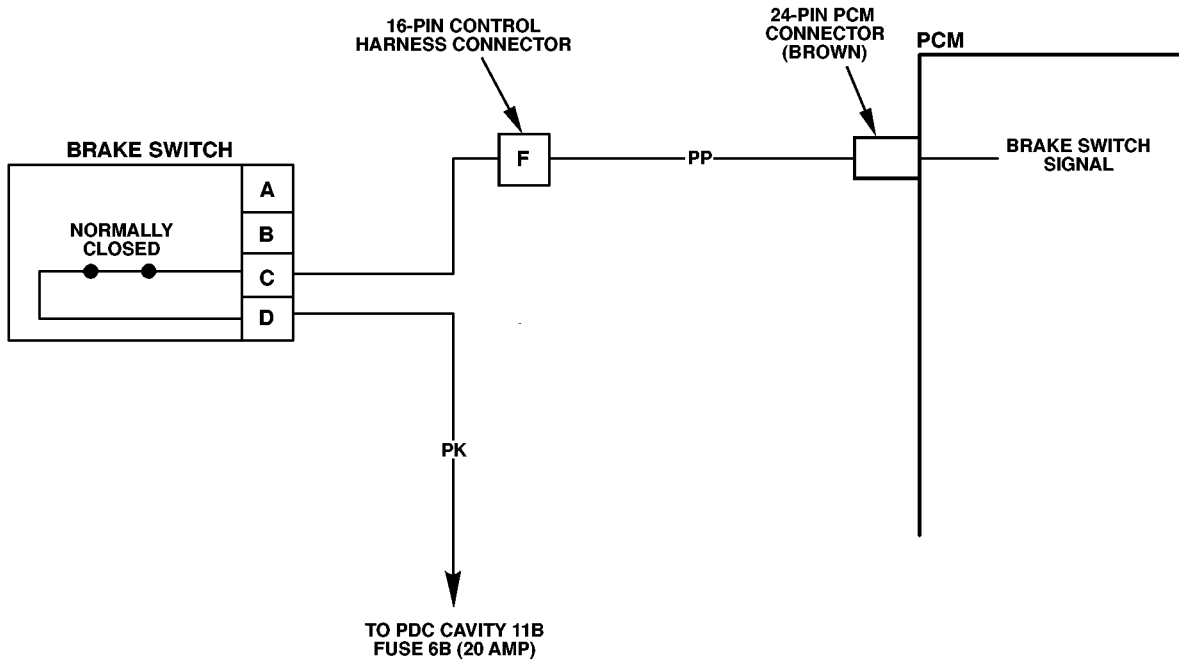 16-PIN CONTROL
HARNESS CONNECTOR
24-PIN PCM
CONNECTOR
(BROWN)
PCM
BRAKE SWITCH
A
B
C
D
NORMALLY
CLOSED
F
PP
BRAKE SWITCH
SIGNAL
PK
TO PDC CAVITY 11B
FUSE 6B (20 AMP)